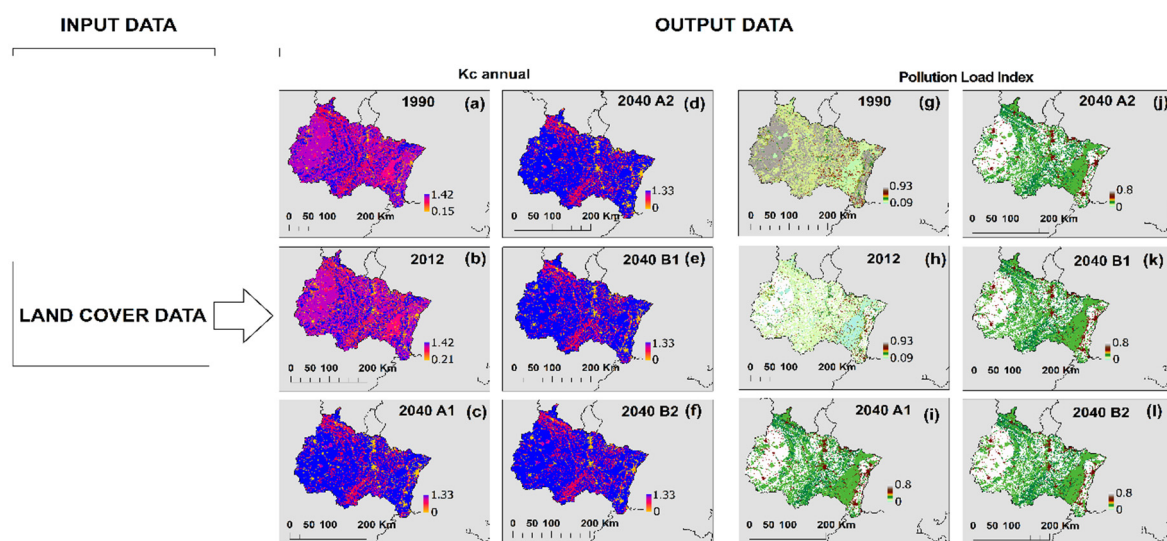 INPUT DATA
OUTPUT DATA
Kc annual
Pollution Load Index
1990 (a)
1.42
0.15
0 50 100 200 Km
2040 A2 (d)
1.33
0
0 50 100 200 Km
1990 (g)
0.93
0.09
0 50 100 200 Km
2040 A2 (j)
0.8
0
0 50 100 200 Km
LAND COVER DATA
2012 (b)
1.42
0.21
0 50 100 200 Km
2040 B1 (e)
1.33
0
0 50 100 200 Km
2012 (h)
0.93
0.09
0 50 100 200 Km
2040 B1 (k)
0.8
0
0 50 100 200 Km
2040 A1 (c)
1.33
0
0 50 100 200 Km
2040 B2 (f)
1.33
0
0 50 100 200 Km
2040 A1 (i)
0.8
0
0 50 100 200 Km
2040 B2 (l)
0.8
0
0 50 100 200 Km